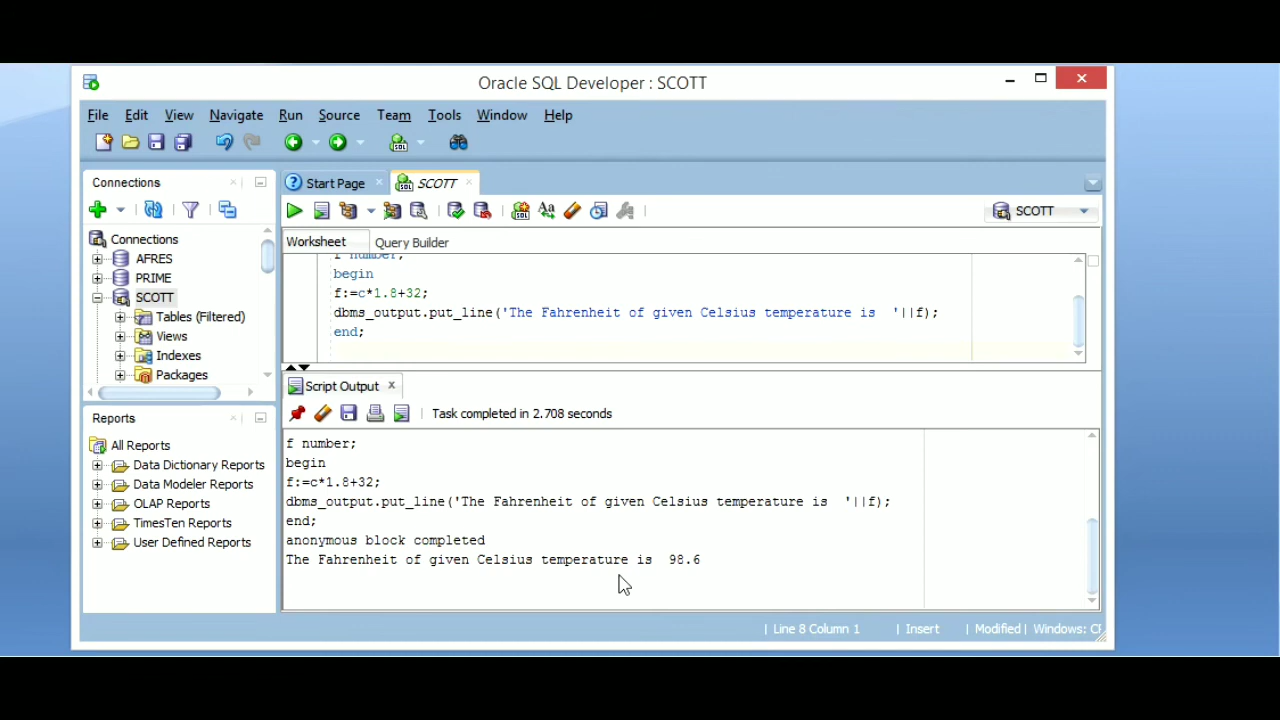 Oracle SQL Developer : SCOTT
File Edit View Navigate Run Source Team Tools Window Help
Connections
Start Page
SCOTT
SCOTT
Worksheet Query Builder
Connections
AFRES
PRIME
SCOTT
Tables (Filtered)
Views
Indexes
Packages
f number;
begin
f:=c*1.8+32;
dbms_output.put_line('The Fahrenheit of given Celsius temperature is  '||f);
end;
Script Output
Task completed in 2.708 seconds
Reports
All Reports
Data Dictionary Reports
Data Modeler Reports
OLAP Reports
TimesTen Reports
User Defined Reports
f number;
begin
f:=c*1.8+32;
dbms_output.put_line('The Fahrenheit of given Celsius temperature is  '||f);
end;
anonymous block completed
The Fahrenheit of given Celsius temperature is  98.6
Line 8 Column 1 | Insert | Modified | Windows: